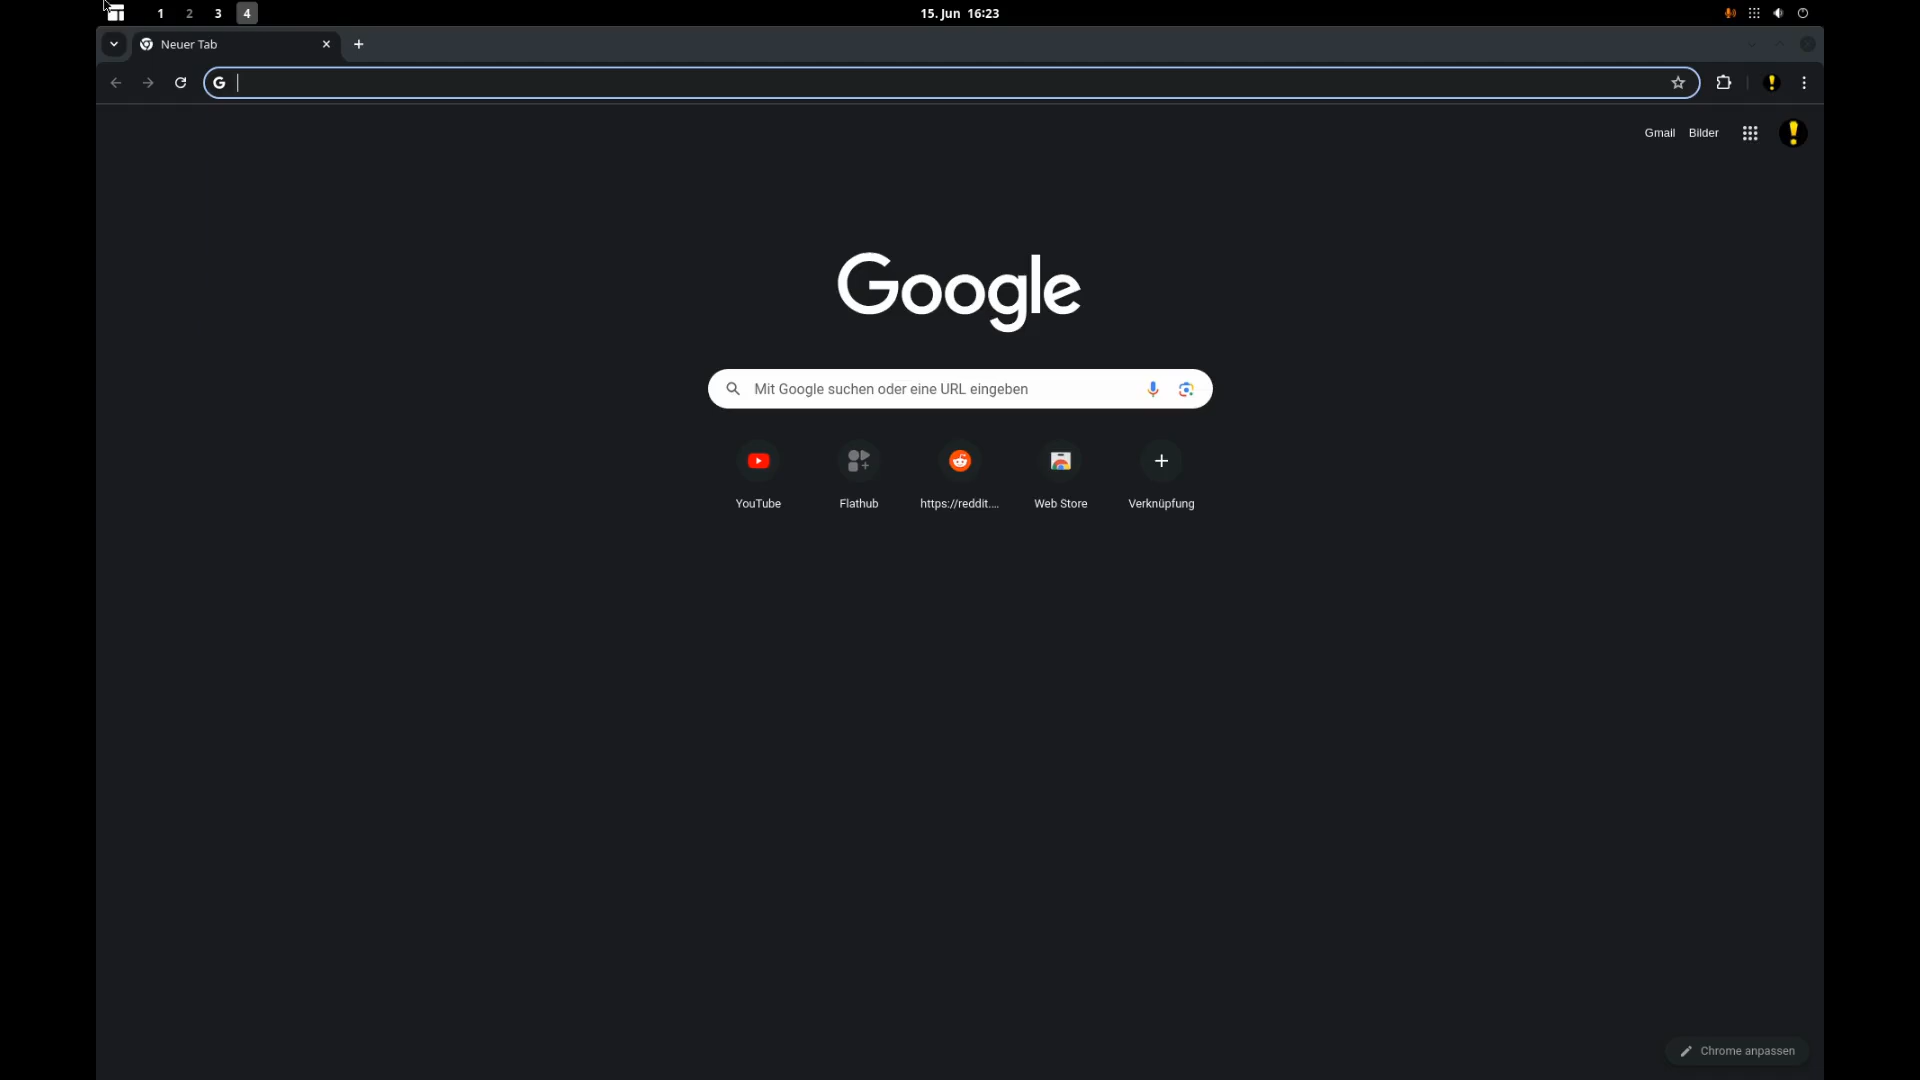 1 2 3 4
15. Jun 16:23
Neuer Tab
Gmail Bilder
Google
Mit Google suchen oder eine URL eingeben
YouTube Flathub https://reddit.... Web Store Verknüpfung
Chrome anpassen